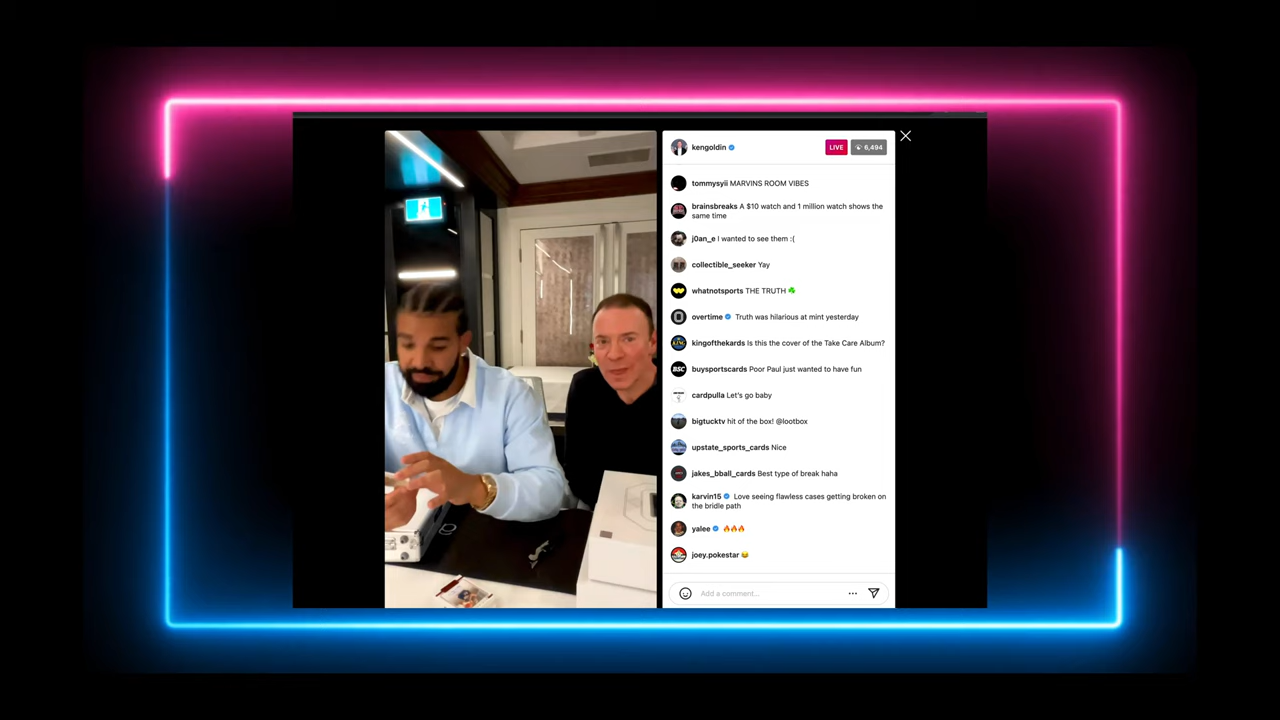 kengoldin
LIVE
6,494
tommysyii MARVINS ROOM VIBES
brainsbreaks A $10 watch and 1 million watch shows the
same time
j0an_e I wanted to see them :(
collectible_seeker Yay
whatnotsports THE TRUTH ☘️
overtime Truth was hilarious at mint yesterday
kingofthekards Is this the cover of the Take Care Album?
buysportscards Poor Paul just wanted to have fun
BSC
cardpulla Let's go baby
bigtucktv hit of the box! @lootbox
upstate_sports_cards Nice
jakes_bball_cards Best type of break haha
karvin15 Love seeing flawless cases getting broken on
the bridle path
yalee 🔥🔥🔥
joey.pokestar 😂
Add a comment...